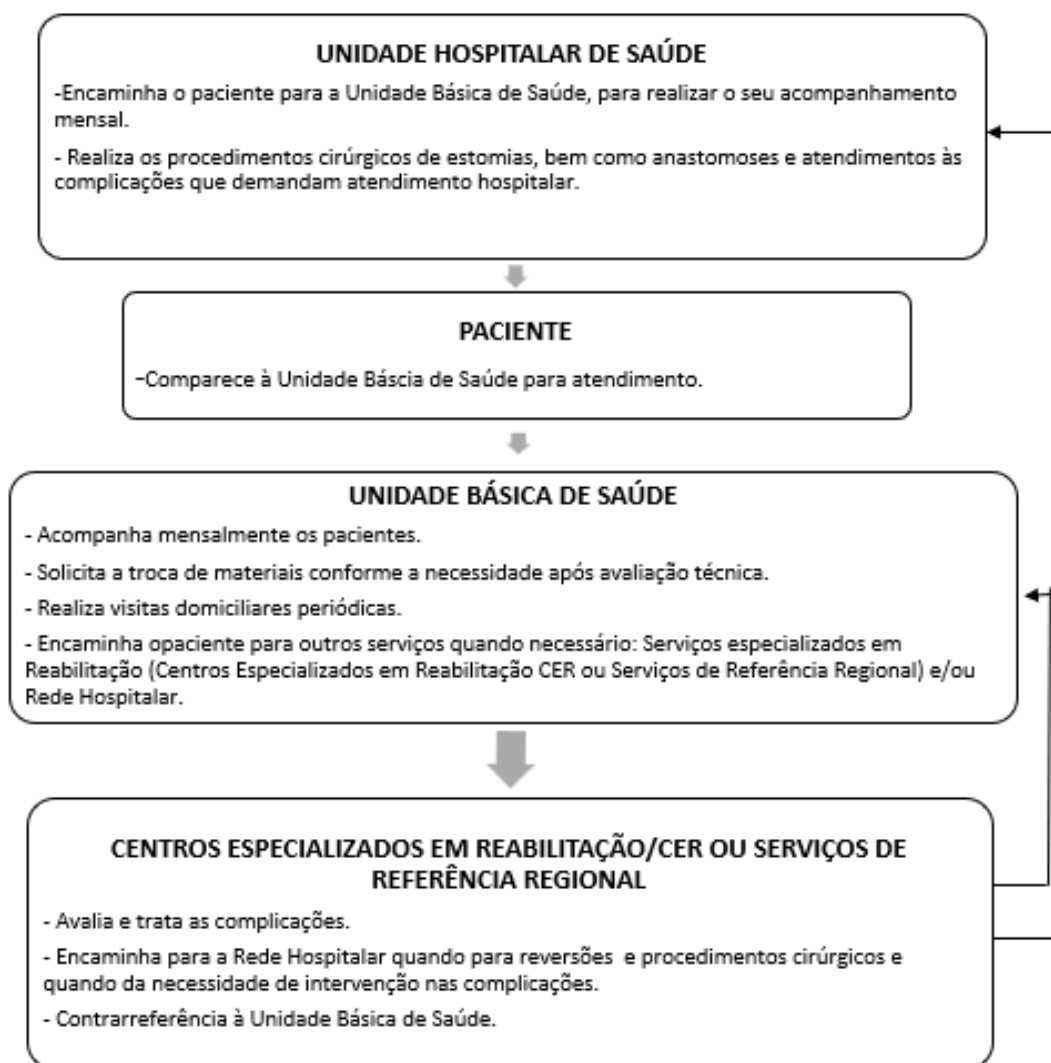 UNIDADE HOSPITALAR DE SAÚDE
-Encaminha o paciente para a Unidade Básica de Saúde, para realizar o seu acompanhamento
mensal.
- Realiza os procedimentos cirúrgicos de estomias, bem como anastomoses e atendimentos às
complicações que demandam atendimento hospitalar.
PACIENTE
-Comparece à Unidade Báscia de Saúde para atendimento.
UNIDADE BÁSICA DE SAÚDE
- Acompanha mensalmente os pacientes.
- Solicita a troca de materiais conforme a necessidade após avaliação técnica.
- Realiza visitas domiciliares periódicas.
- Encaminha opaciente para outros serviços quando necessário: Serviços especializados em
Reabilitação (Centros Especializados em Reabilitação CER ou Serviços de Referência Regional) e/ou
Rede Hospitalar.
CENTROS ESPECIALIZADOS EM REABILITAÇÃO/CER OU SERVIÇOS DE
REFERÊNCIA REGIONAL
- Avalia e trata as complicações.
- Encaminha para a Rede Hospitalar quando para reversões e procedimentos cirúrgicos e
quando da necessidade de intervenção nas complicações.
- Contrarreferência à Unidade Básica de Saúde.